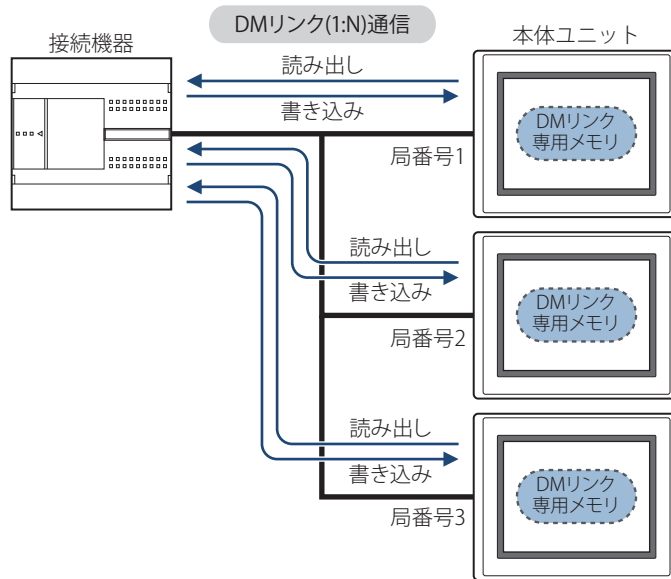 DMリンク(1:N)通信
接続機器
本体ユニット
読み出し
書き込み
DMリンク
専用メモリ
局番号1
読み出し
書き込み
DMリンク
専用メモリ
局番号2
読み出し
書き込み
DMリンク
専用メモリ
局番号3